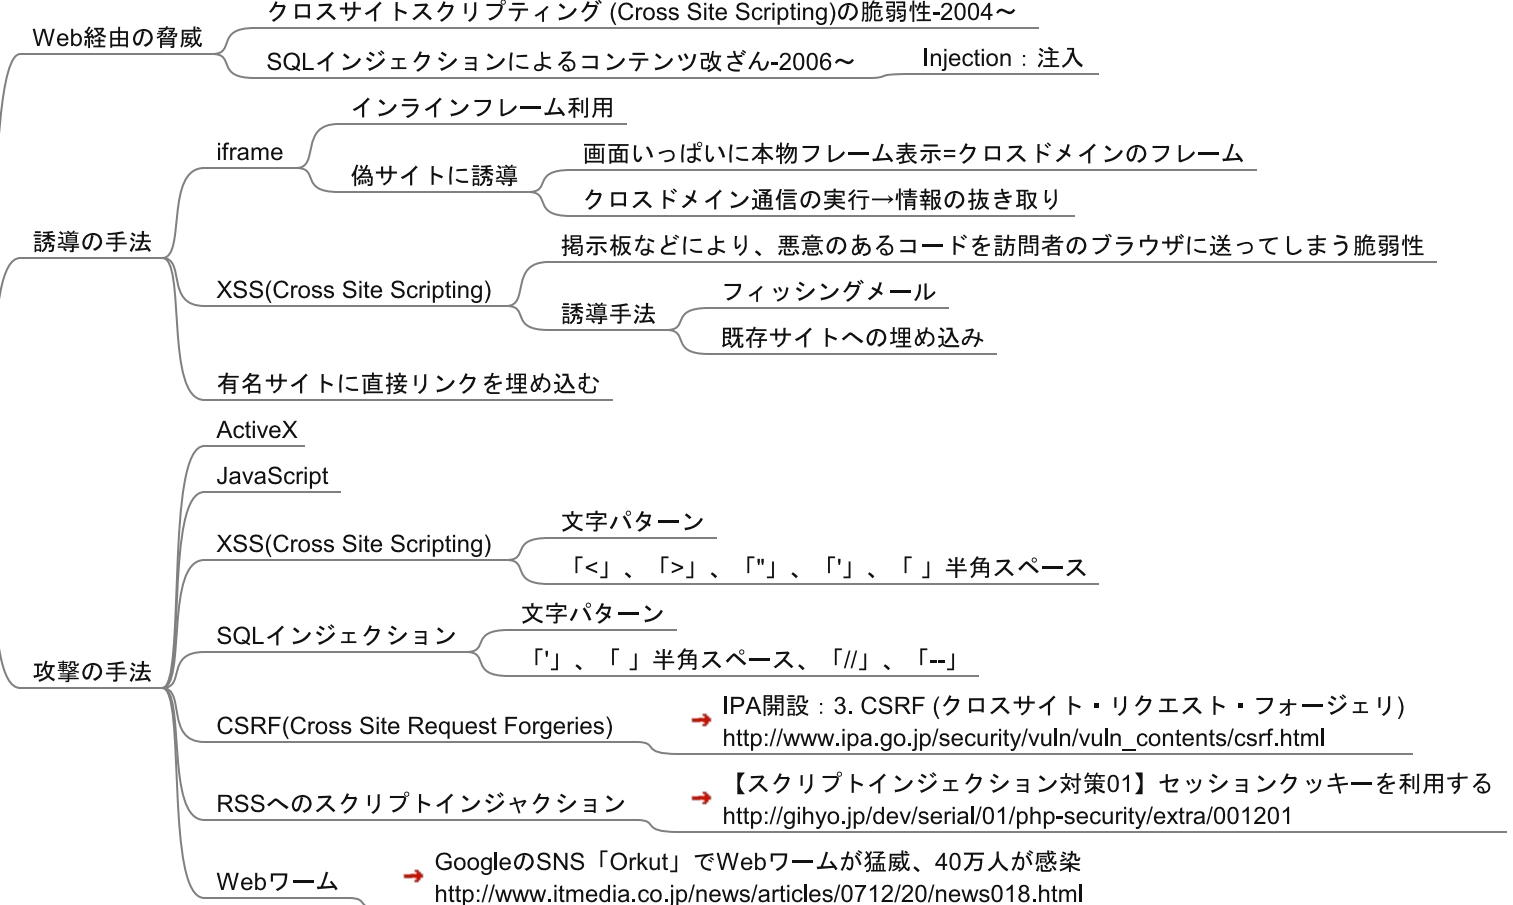 Web経由の脅威
クロスサイトスクリプティング (Cross Site Scripting)の脆弱性-2004～
SQLインジェクションによるコンテンツ改ざん-2006～
Injection：注入
誘導の手法
iframe
インラインフレーム利用
偽サイトに誘導
画面いっぱいに本物フレーム表示=クロスドメインのフレーム
クロスドメイン通信の実行→情報の抜き取り
XSS(Cross Site Scripting)
掲示板などにより、悪意のあるコードを訪問者のブラウザに送ってしまう脆弱性
誘導手法
フィッシングメール
既存サイトへの埋め込み
有名サイトに直接リンクを埋め込む
攻撃の手法
ActiveX
JavaScript
XSS(Cross Site Scripting)
文字パターン
「<」、「>」、「"」、「'」、「 」半角スペース
SQLインジェクション
文字パターン
「'」、「 」半角スペース、「//」、「--」
CSRF(Cross Site Request Forgeries)
IPA開設：3. CSRF (クロスサイト・リクエスト・フォージェリ)
http://www.ipa.go.jp/security/vuln/vuln_contents/csrf.html
RSSへのスクリプトインジャクション
【スクリプトインジェクション対策01】セッションクッキーを利用する
http://gihyo.jp/dev/serial/01/php-security/extra/001201
Webワーム
GoogleのSNS「Orkut」でWebワームが猛威、40万人が感染
http://www.itmedia.co.jp/news/articles/0712/20/news018.html